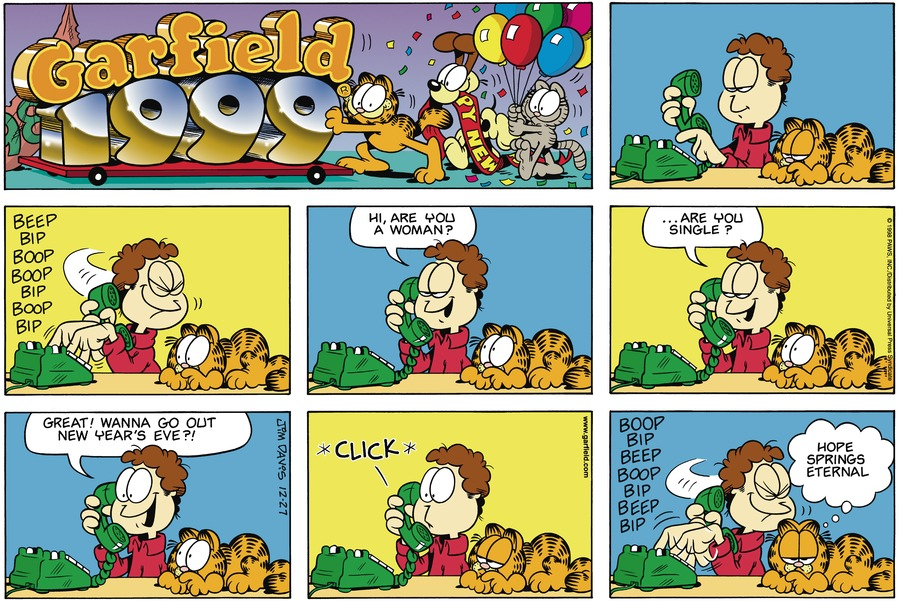 Garfield
®
1999
PY NEW
BEEP
BIP
BOOP
BOOP
BIP
BOOP
BIP
HI, ARE YOU
A WOMAN?
...ARE YOU
SINGLE?
© 1998 PAWS, INC./Distributed by Universal Press Syndicate
GREAT! WANNA GO OUT
NEW YEAR'S EVE?!
JIM DAVIS 12-27
*CLICK*
www.garfield.com
BOOP
BIP
BEEP
BOOP
BIP
BEEP
BIP
HOPE
SPRINGS
ETERNAL